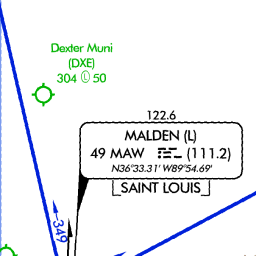 Dexter Muni
(DXE)
304 Ⓛ 50
122.6
MALDEN (L)
49 MAW (111.2)
N36°33.31' W89°54.69'
SAINT LOUIS
349